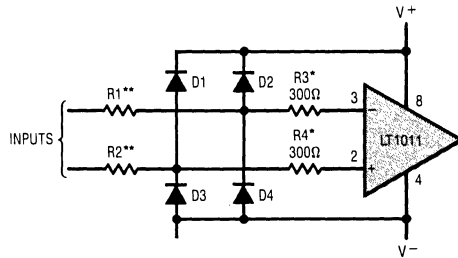 V+
D1
D2
R1**
R3*
300Ω
3
−
8
INPUTS
LT1011
R2**
R4*
300Ω
2
+
4
D3
D4
V−